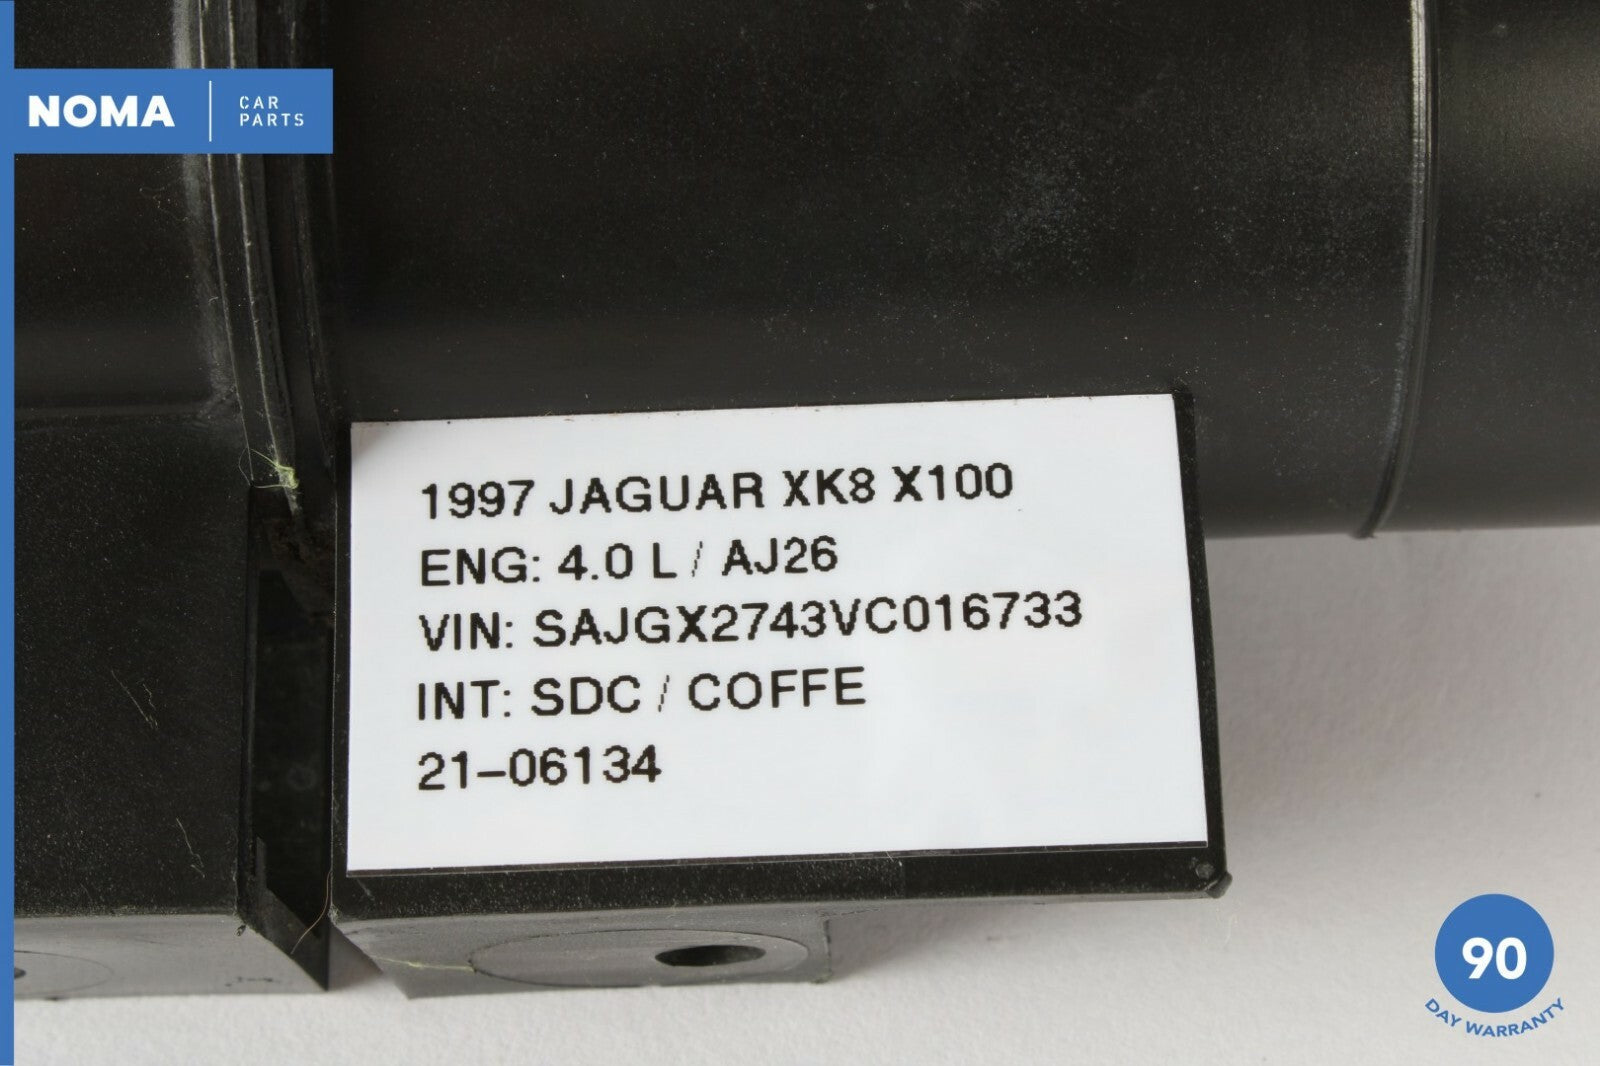 NOMA
CAR
PARTS
1997 JAGUAR XK8 X100
ENG: 4.0 L / AJ26
VIN: SAJGX2743VC016733
INT: SDC / COFFE
21-06134
90
DAY WARRANTY